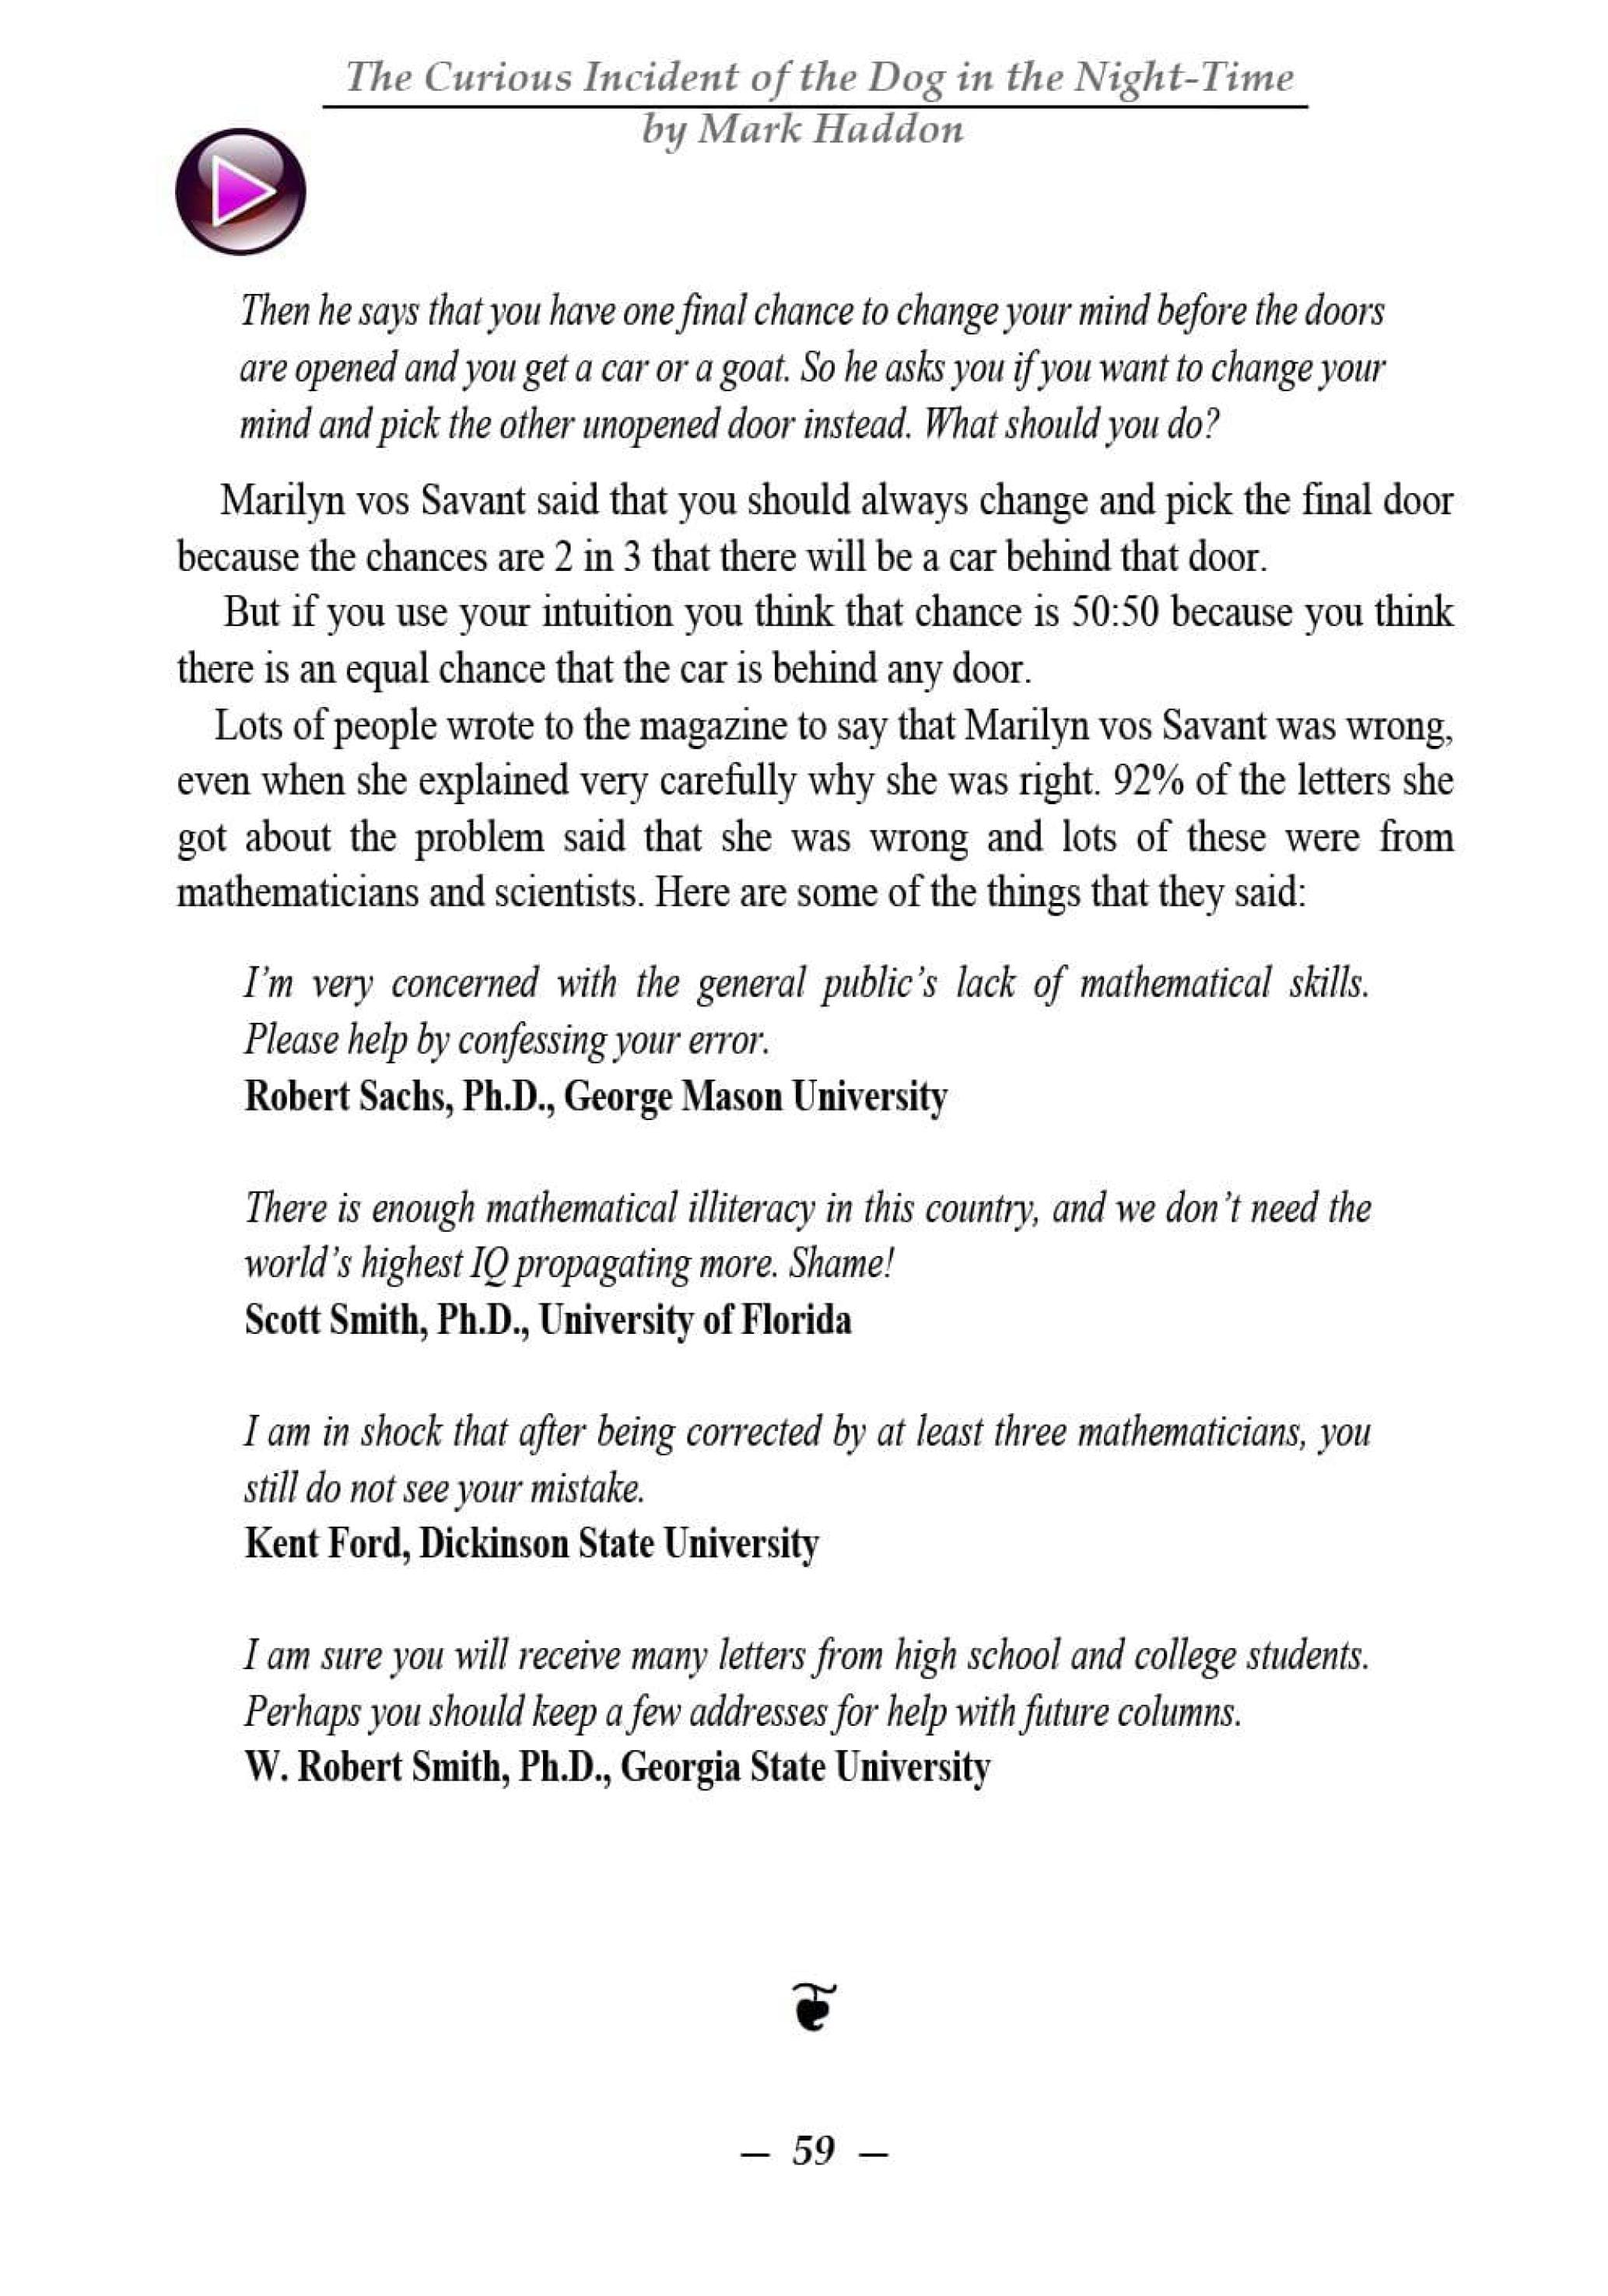 The Curious Incident of the Dog in the Night-Time
by Mark Haddon
Then he says that you have one final chance to change your mind before the doors
are opened and you get a car or a goat. So he asks you if you want to change your
mind and pick the other unopened door instead. What should you do?
Marilyn vos Savant said that you should always change and pick the final door
because the chances are 2 in 3 that there will be a car behind that door.
But if you use your intuition you think that chance is 50:50 because you think
there is an equal chance that the car is behind any door.
Lots of people wrote to the magazine to say that Marilyn vos Savant was wrong,
even when she explained very carefully why she was right. 92% of the letters she
got about the problem said that she was wrong and lots of these were from
mathematicians and scientists. Here are some of the things that they said:
I’m very concerned with the general public’s lack of mathematical skills.
Please help by confessing your error.
Robert Sachs, Ph.D., George Mason University
There is enough mathematical illiteracy in this country, and we don’t need the
world’s highest IQ propagating more. Shame!
Scott Smith, Ph.D., University of Florida
I am in shock that after being corrected by at least three mathematicians, you
still do not see your mistake.
Kent Ford, Dickinson State University
I am sure you will receive many letters from high school and college students.
Perhaps you should keep a few addresses for help with future columns.
W. Robert Smith, Ph.D., Georgia State University
– 59 –